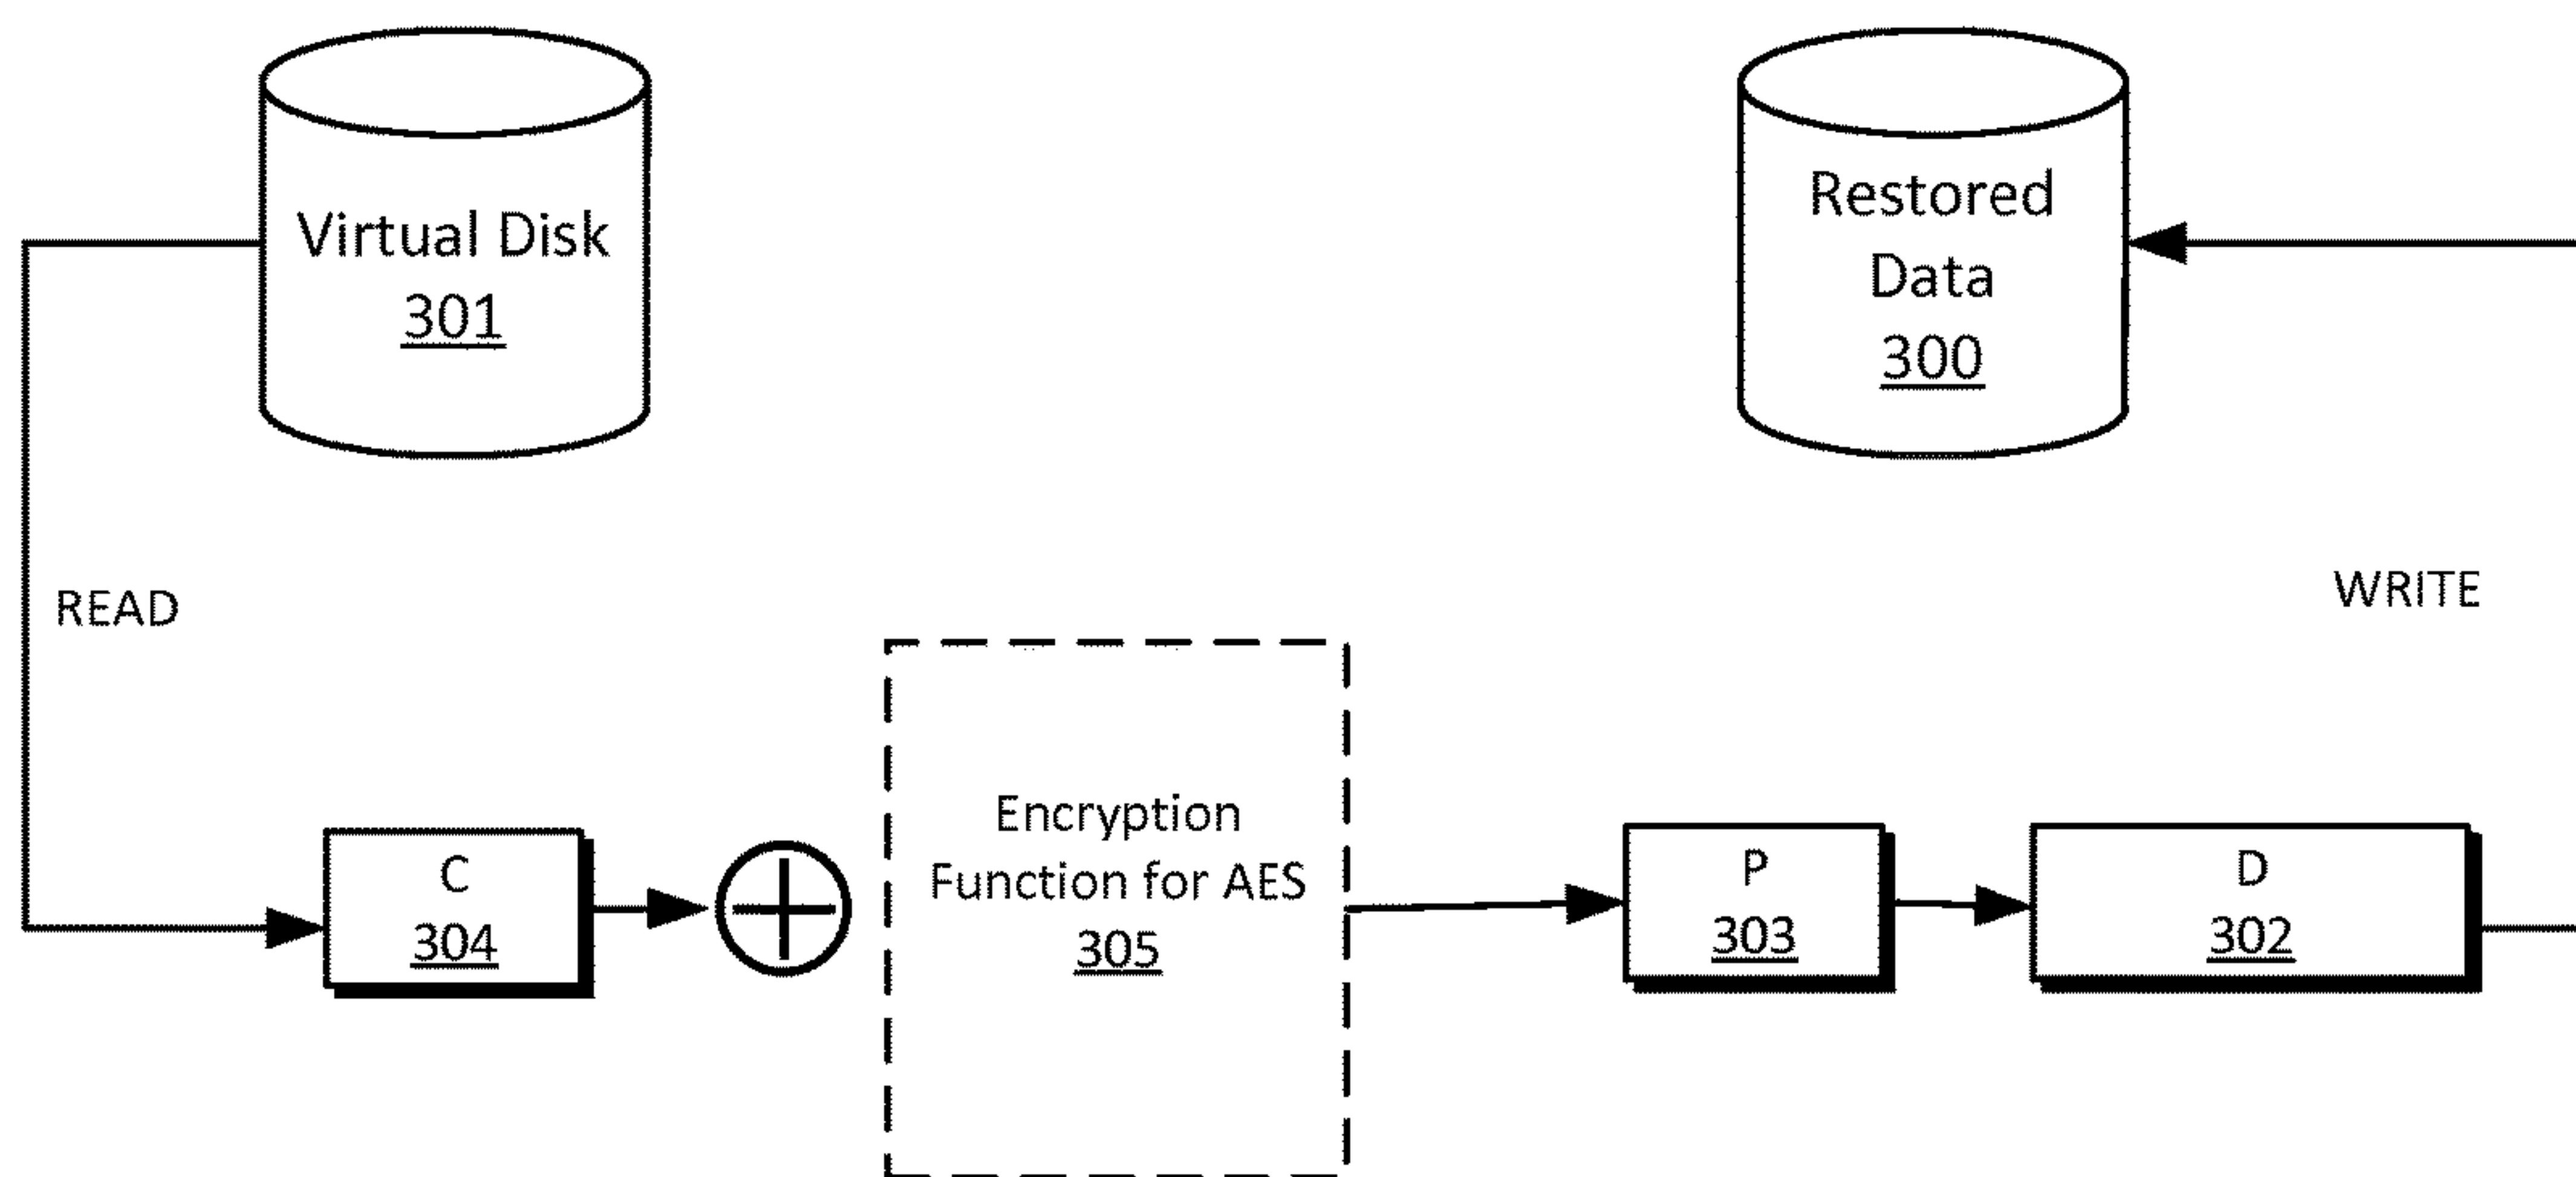 Virtual Disk
301
Restored
Data
300
READ
WRITE
Encryption
Function for AES
305
C
304
P
303
D
302